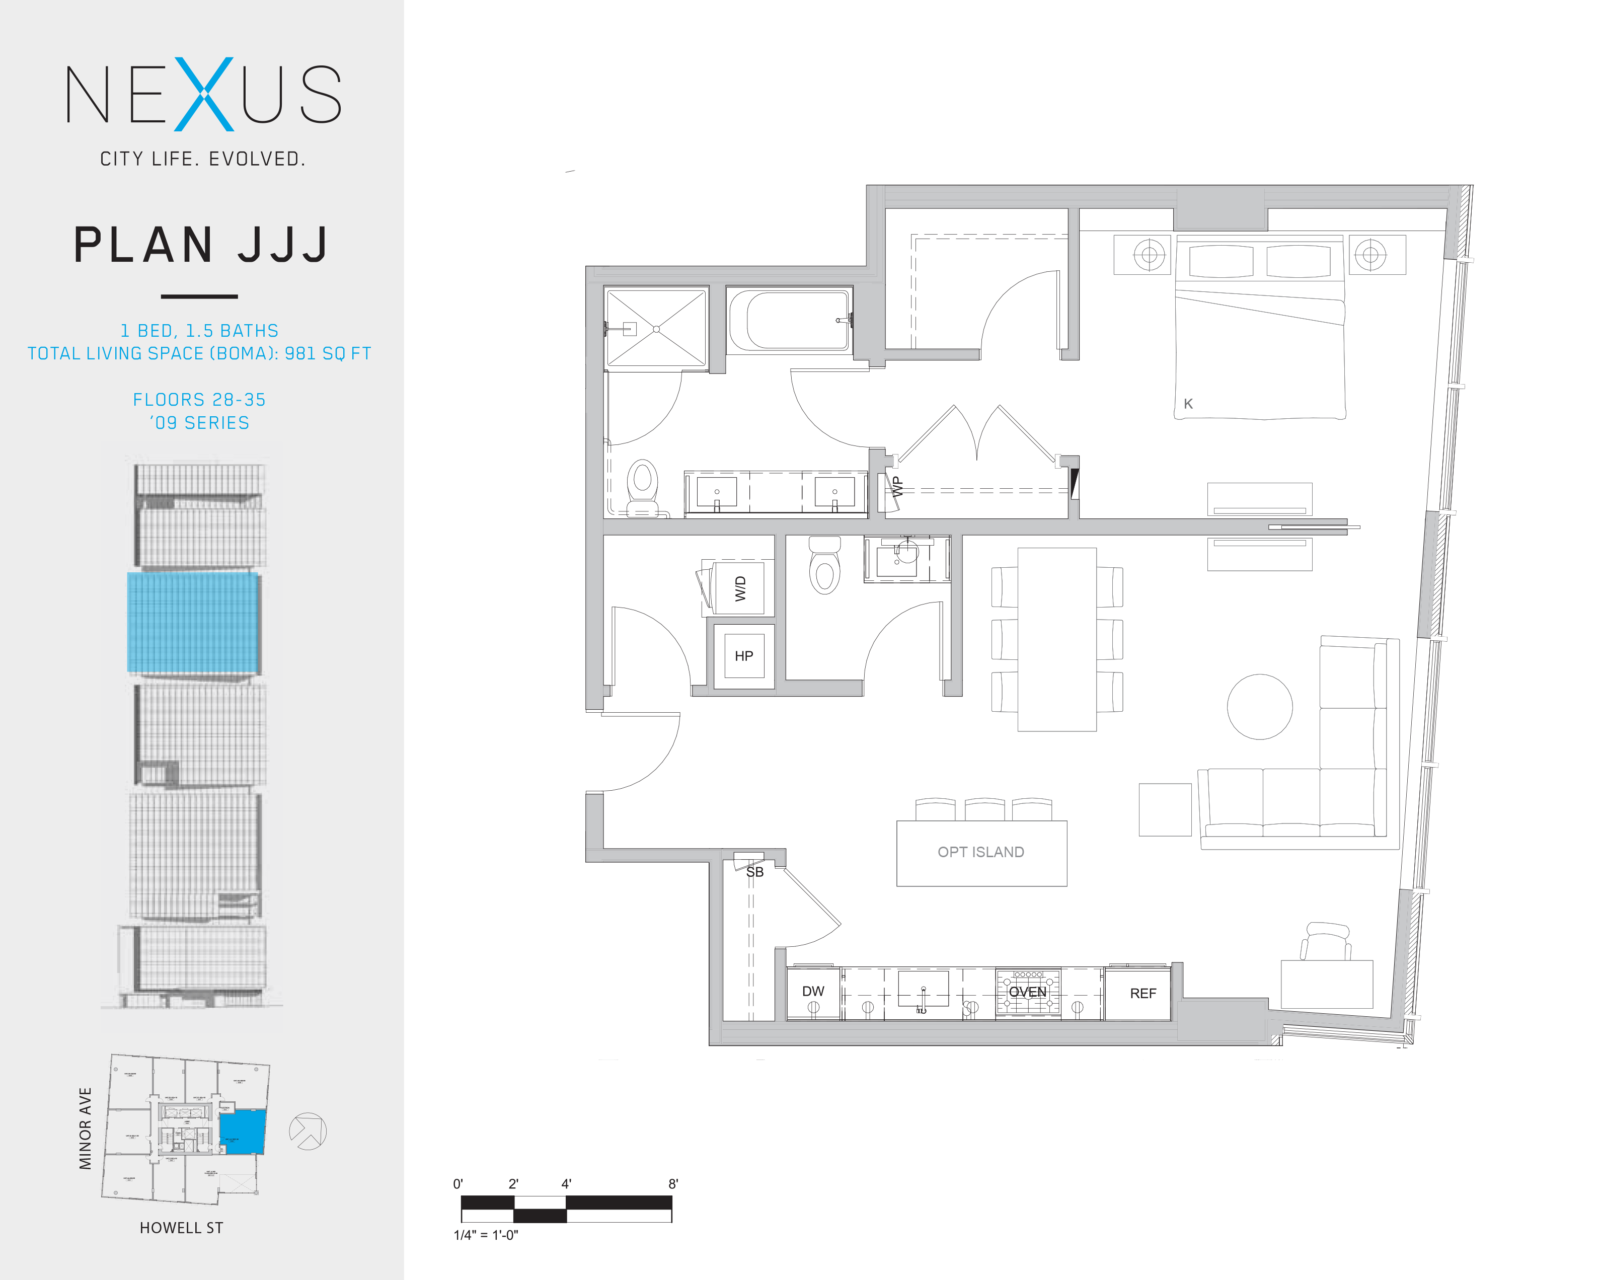 NEXUS
CITY LIFE. EVOLVED.
PLAN JJJ
1 BED, 1.5 BATHS
TOTAL LIVING SPACE (BOMA): 981 SQ FT
FLOORS 28-35
‘09 SERIES
MINOR AVE
HOWELL ST
K
WP
W/D
HP
OPT ISLAND
SB
DW
OVEN
REF
0' 2' 4' 8'
1/4" = 1'-0"